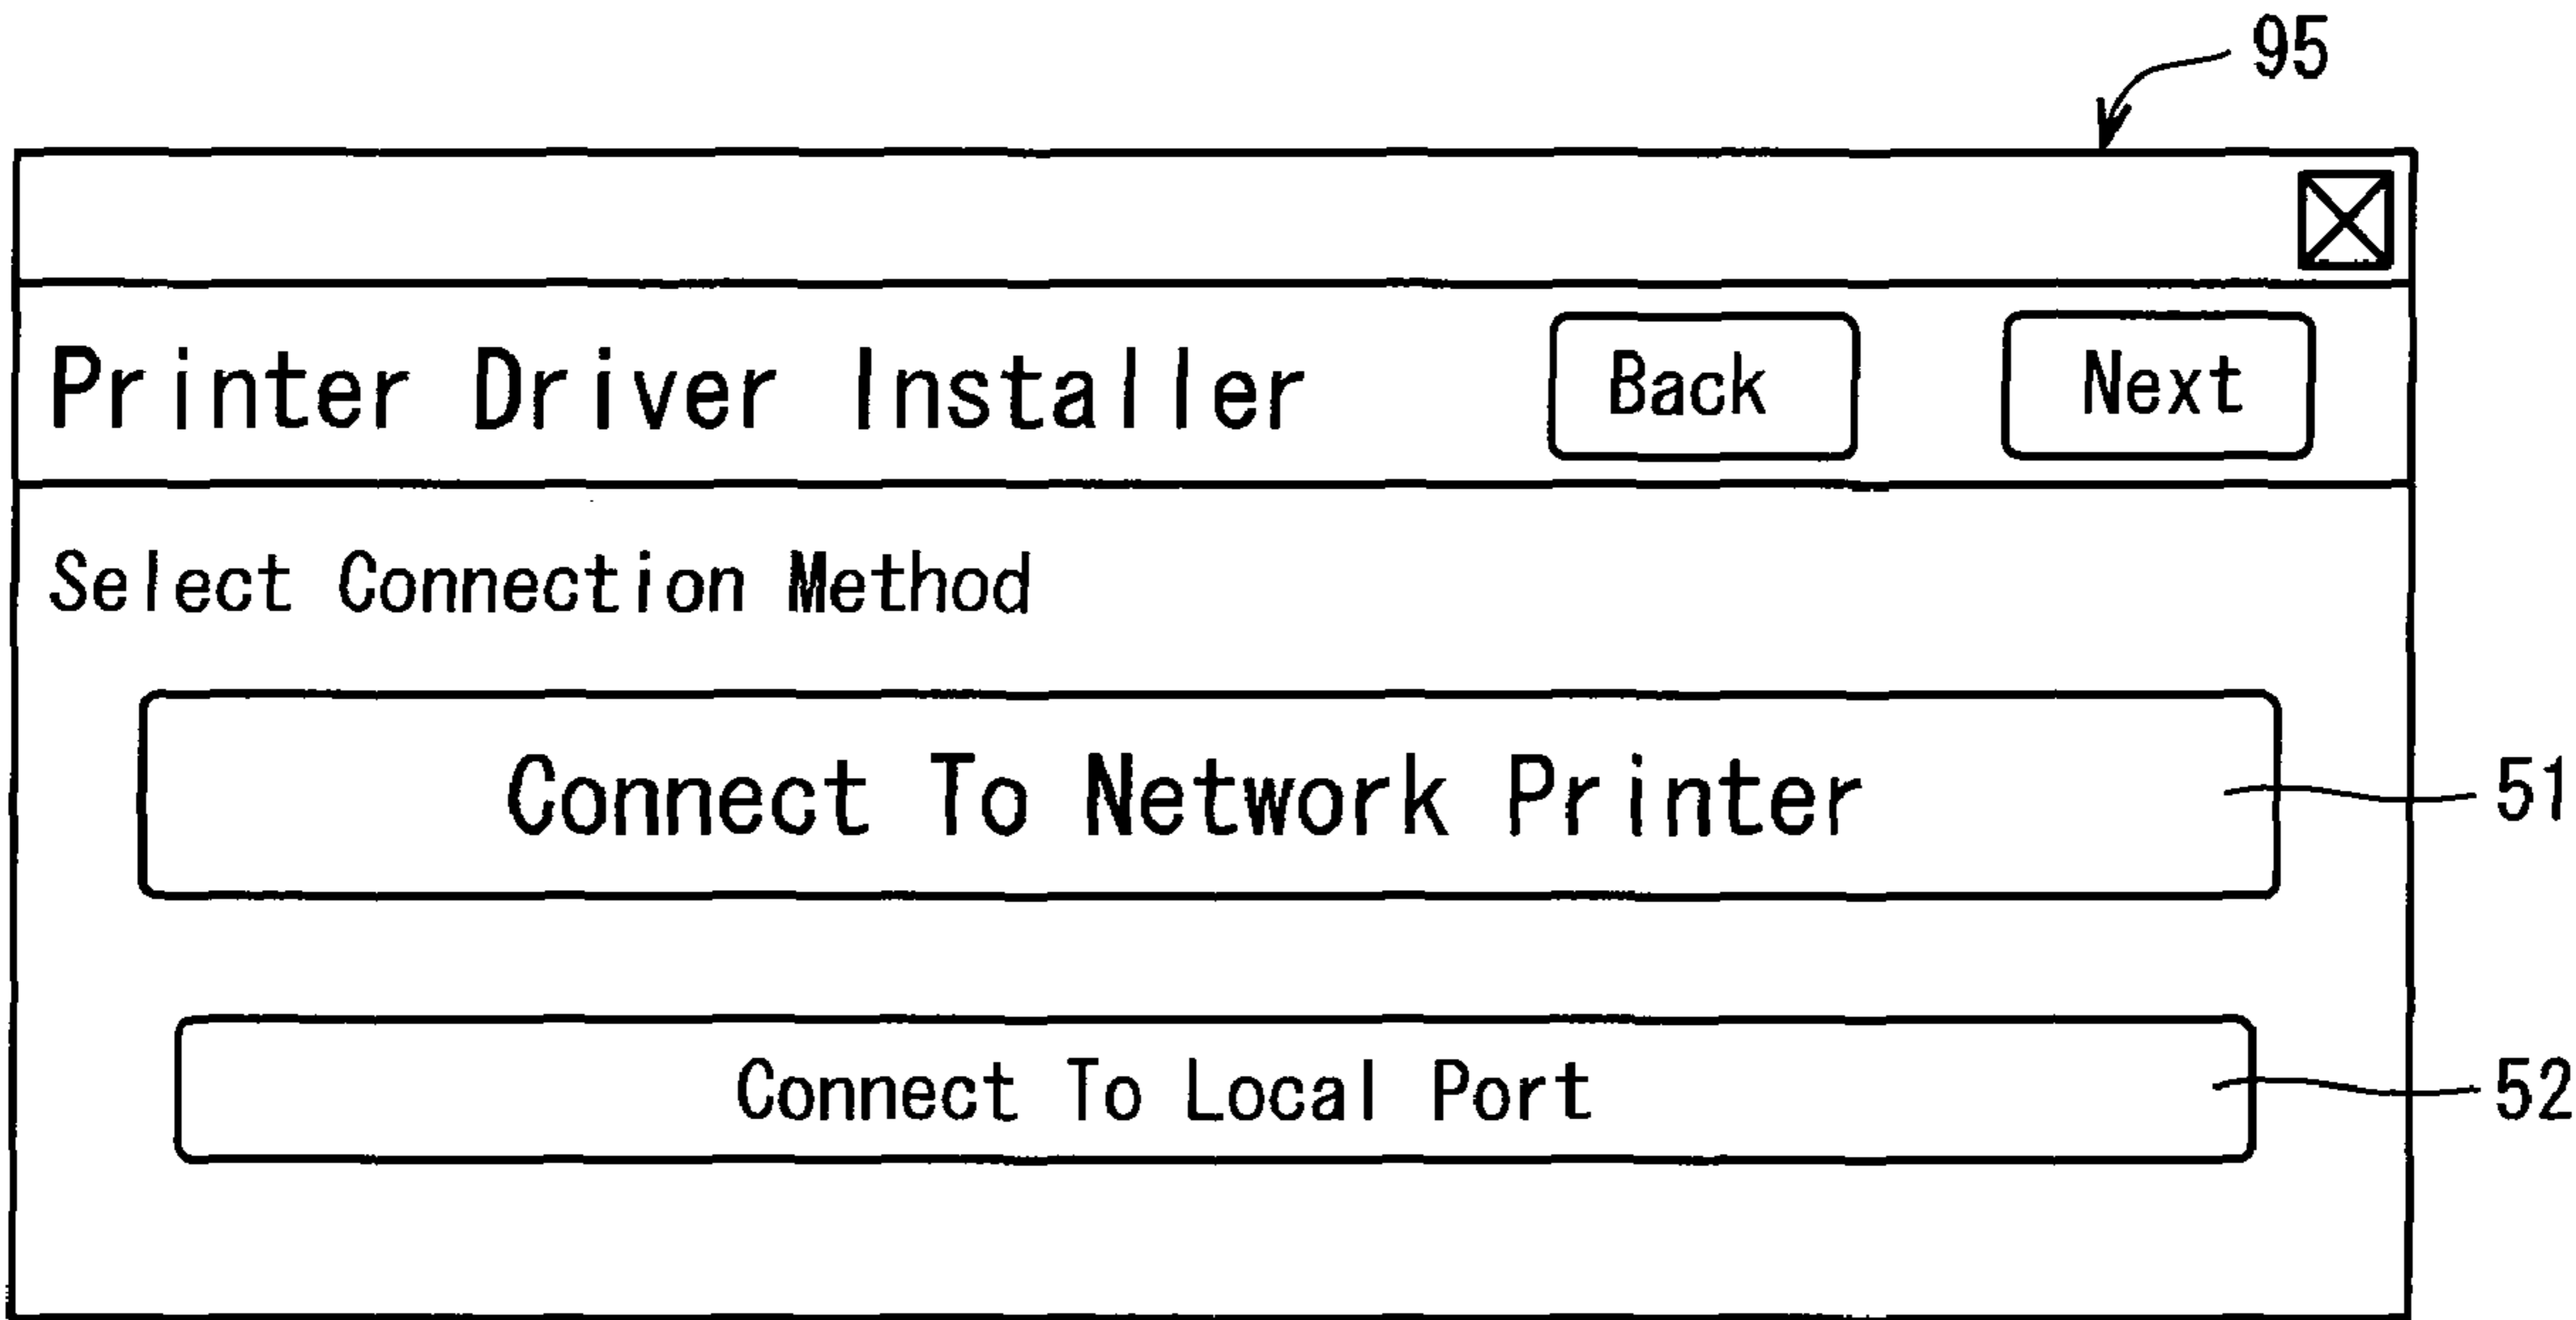 95
Printer Driver Installer Back Next
Select Connection Method
Connect To Network Printer 51
Connect To Local Port 52